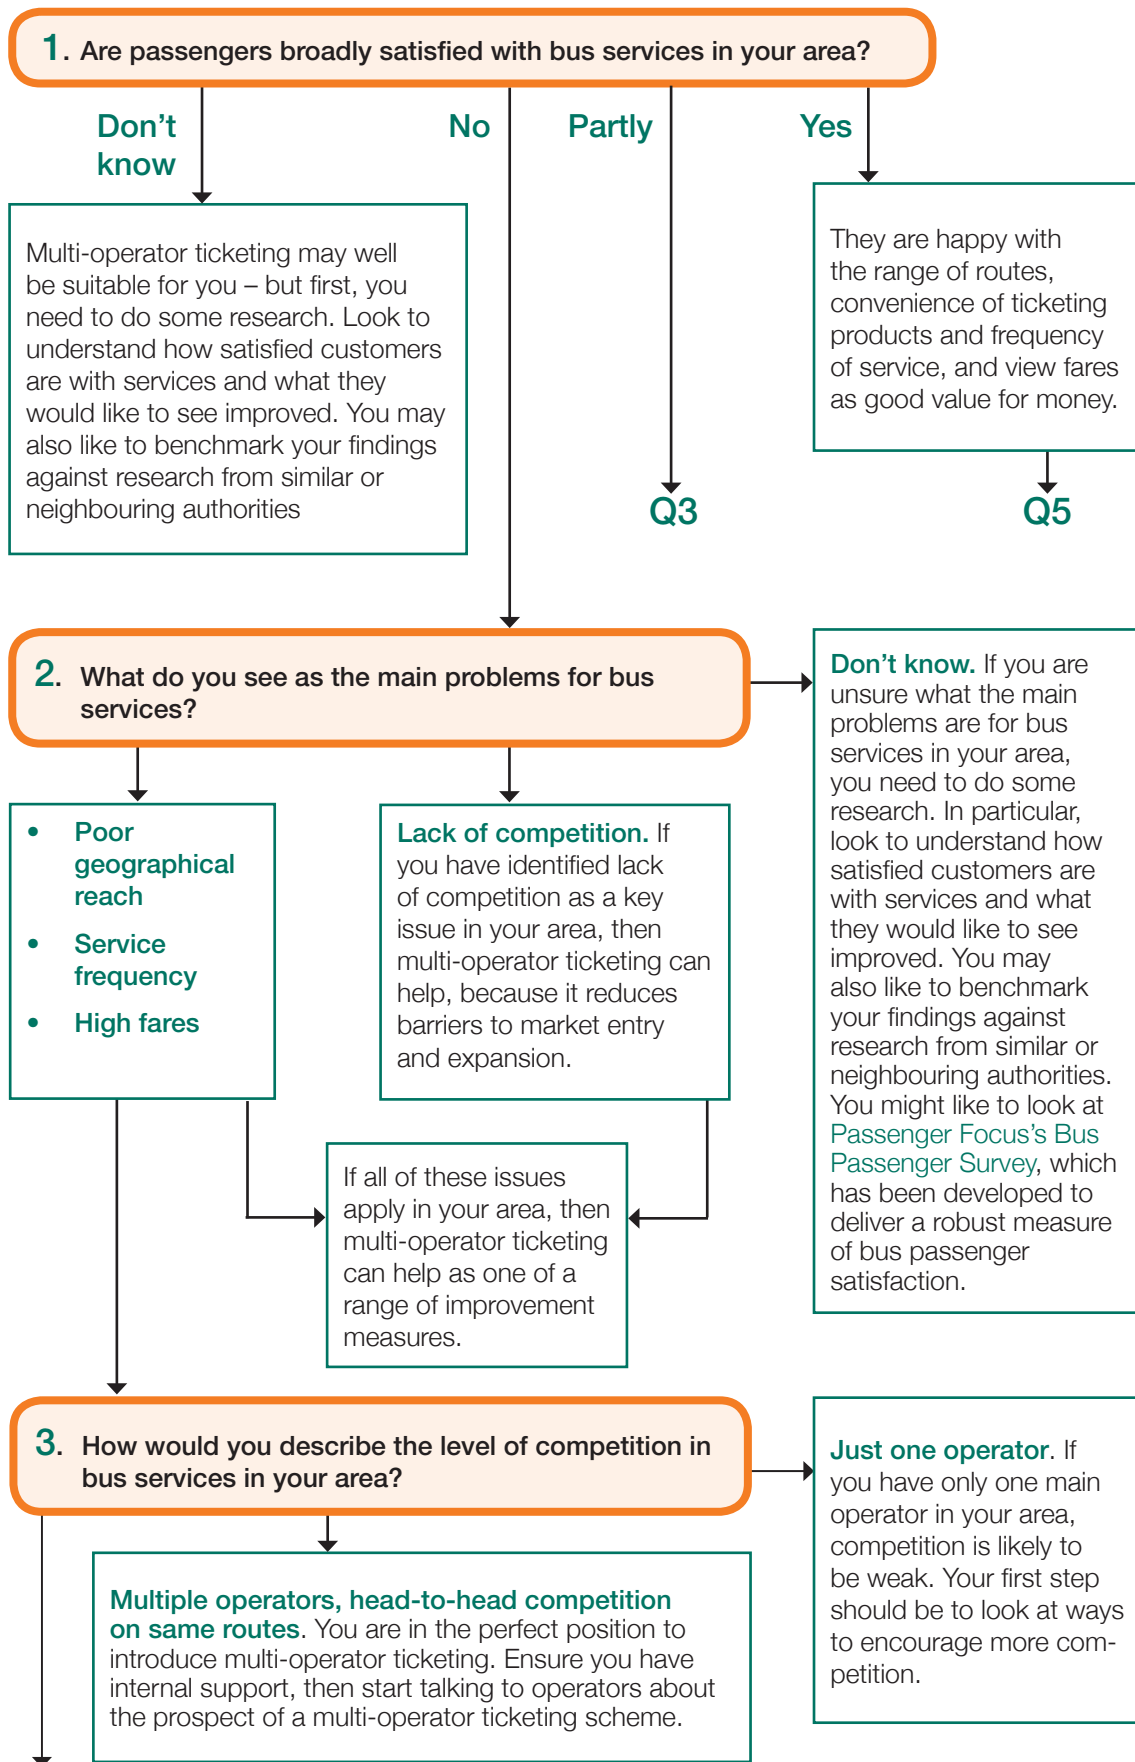 1. Are passengers broadly satisfied with bus services in your area?
Don't
know
No
Partly
Yes
Multi-operator ticketing may well
be suitable for you – but first, you
need to do some research. Look to
understand how satisfied customers
are with services and what they
would like to see improved. You may
also like to benchmark your findings
against research from similar or
neighbouring authorities
They are happy with
the range of routes,
convenience of ticketing
products and frequency
of service, and view fares
as good value for money.
Q3
Q5
2. What do you see as the main problems for bus
services?
Don't know. If you are
unsure what the main
problems are for bus
services in your area,
you need to do some
research. In particular,
look to understand how
satisfied customers are
with services and what
they would like to see
improved. You may
also like to benchmark
your findings against
research from similar or
neighbouring authorities.
You might like to look at
Passenger Focus's Bus
Passenger Survey, which
has been developed to
deliver a robust measure
of bus passenger
satisfaction.
• Poor
geographical
reach
• Service
frequency
• High fares
Lack of competition. If
you have identified lack
of competition as a key
issue in your area, then
multi-operator ticketing can
help, because it reduces
barriers to market entry
and expansion.
If all of these issues
apply in your area, then
multi-operator ticketing
can help as one of a
range of improvement
measures.
3. How would you describe the level of competition in
bus services in your area?
Just one operator. If
you have only one main
operator in your area,
competition is likely to
be weak. Your first step
should be to look at ways
to encourage more com-
petition.
Multiple operators, head-to-head competition
on same routes. You are in the perfect position to
introduce multi-operator ticketing. Ensure you have
internal support, then start talking to operators about
the prospect of a multi-operator ticketing scheme.